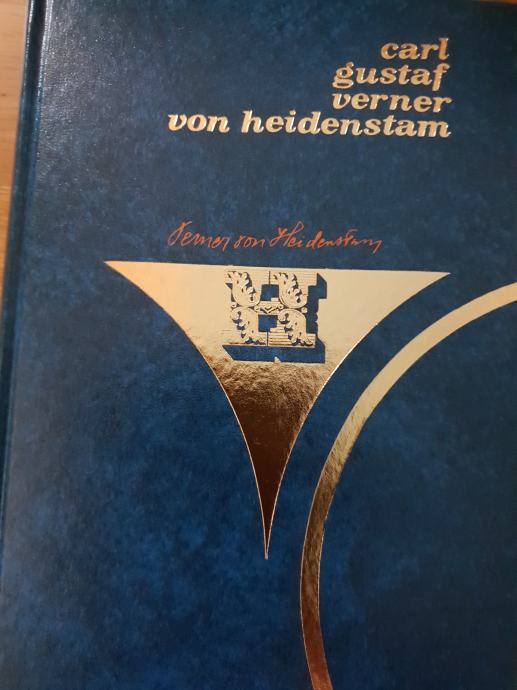 carl
gustaf
verner
von heidenstam
Verner von Heidenstam
H